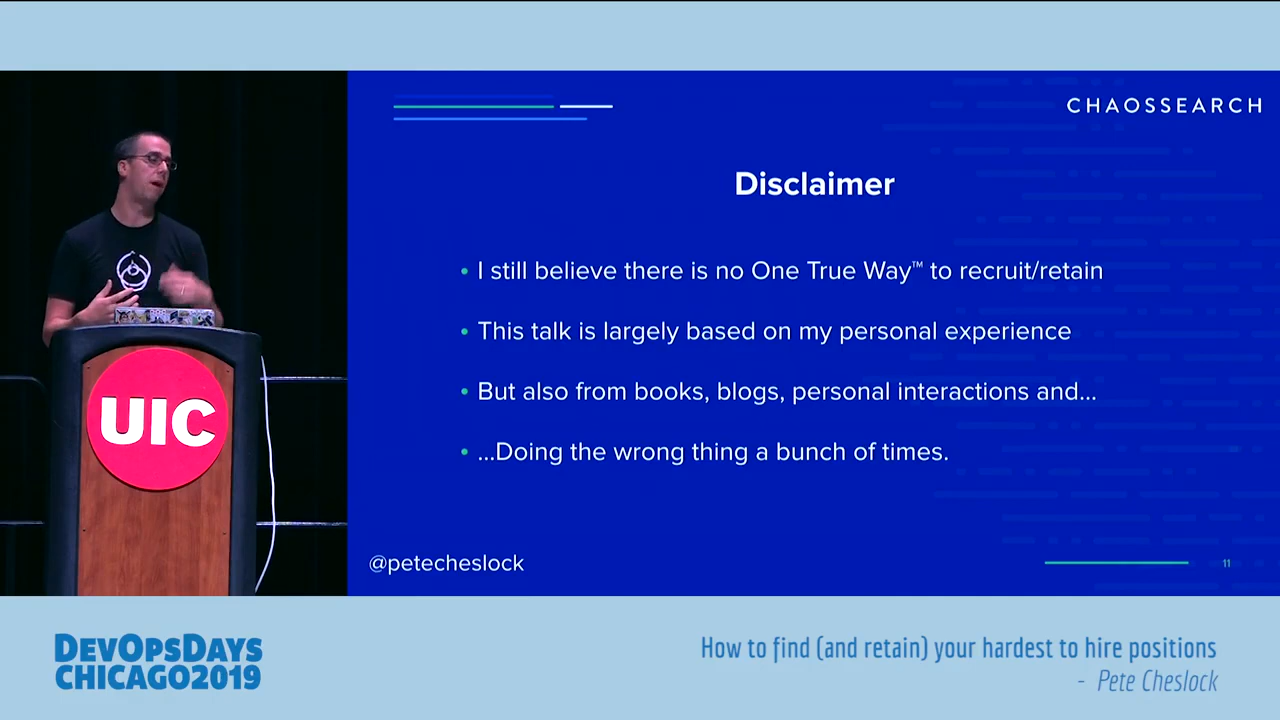 CHAOSSEARCH
Disclaimer
• I still believe there is no One True Way™ to recruit/retain
• This talk is largely based on my personal experience
• But also from books, blogs, personal interactions and...
• ...Doing the wrong thing a bunch of times.
@petecheslock
11
UIC
DEVOPSDAYS
CHICAGO2019
How to find (and retain) your hardest to hire positions
- Pete Cheslock